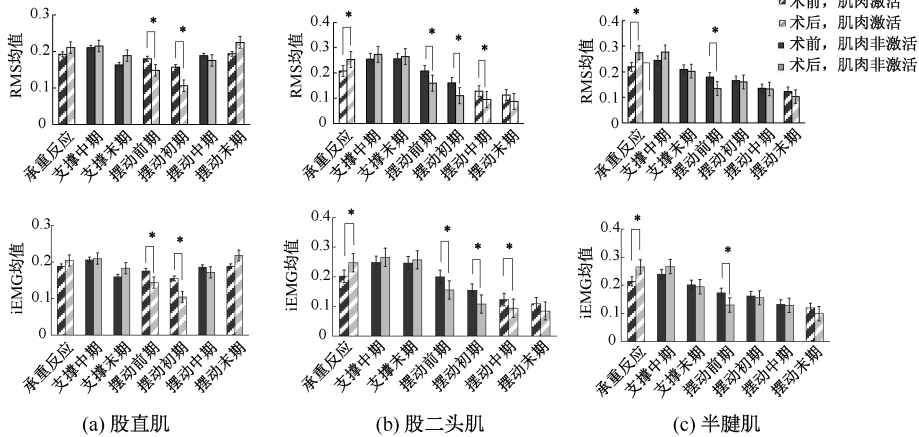 术前，肌肉激活
术后，肌肉激活
术前，肌肉非激活
术后，肌肉非激活
RMS均值
0.3
0.2
0.1
0
承重反应
支撑中期
支撑末期
摆动前期
摆动初期
摆动中期
摆动末期
* *
RMS均值
0.4
0.3
0.2
0.1
0
承重反应
支撑中期
支撑末期
摆动前期
摆动初期
摆动中期
摆动末期
* * * *
RMS均值
0.4
0.3
0.2
0.1
0
承重反应
支撑中期
支撑末期
摆动前期
摆动初期
摆动中期
摆动末期
* *
iEMG均值
0.3
0.2
0.1
0
承重反应
支撑中期
支撑末期
摆动前期
摆动初期
摆动中期
摆动末期
* *
iEMG均值
0.4
0.3
0.2
0.1
0
承重反应
支撑中期
支撑末期
摆动前期
摆动初期
摆动中期
摆动末期
* * * *
iEMG均值
0.4
0.3
0.2
0.1
0
承重反应
支撑中期
支撑末期
摆动前期
摆动初期
摆动中期
摆动末期
* *
(a) 股直肌
(b) 股二头肌
(c) 半腱肌